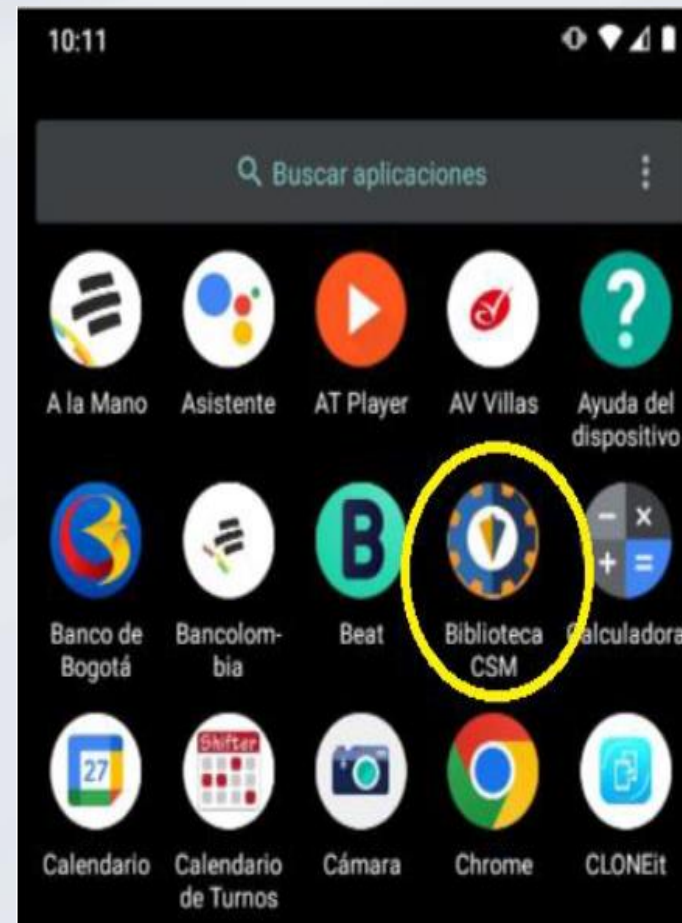 10:11
Buscar aplicaciones
A la Mano Asistente AT Player AV Villas Ayuda del
dispositivo
B
Banco de Bancolom- Beat Biblioteca Calculadora
Bogotá bia CSM
27 Shifter
Calendario Calendario Cámara Chrome CLONEit
de Turnos